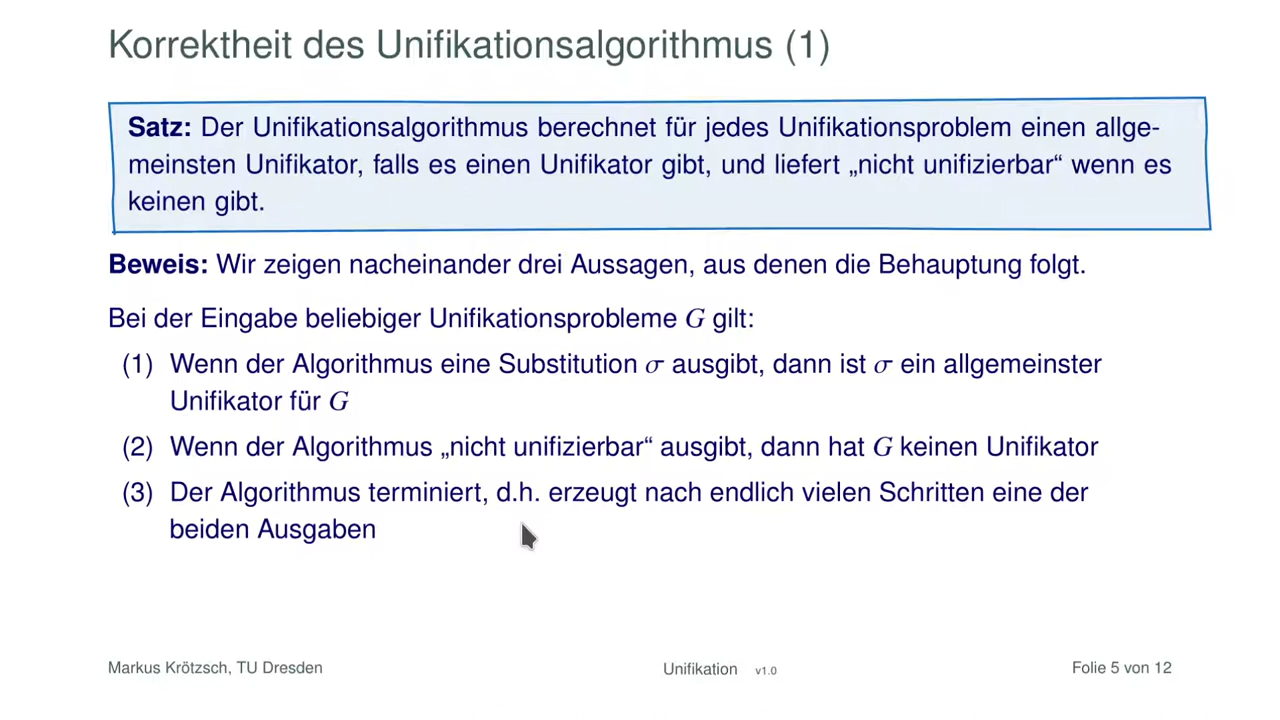 Korrektheit des Unifikationsalgorithmus (1)
Satz: Der Unifikationsalgorithmus berechnet für jedes Unifikationsproblem einen allge-
meinsten Unifikator, falls es einen Unifikator gibt, und liefert „nicht unifizierbar“ wenn es
keinen gibt.
Beweis: Wir zeigen nacheinander drei Aussagen, aus denen die Behauptung folgt.
Bei der Eingabe beliebiger Unifikationsprobleme G gilt:
(1) Wenn der Algorithmus eine Substitution σ ausgibt, dann ist σ ein allgemeinster
Unifikator für G
(2) Wenn der Algorithmus „nicht unifizierbar“ ausgibt, dann hat G keinen Unifikator
(3) Der Algorithmus terminiert, d.h. erzeugt nach endlich vielen Schritten eine der
beiden Ausgaben
Markus Krötzsch, TU Dresden Unifikation v1.0 Folie 5 von 12